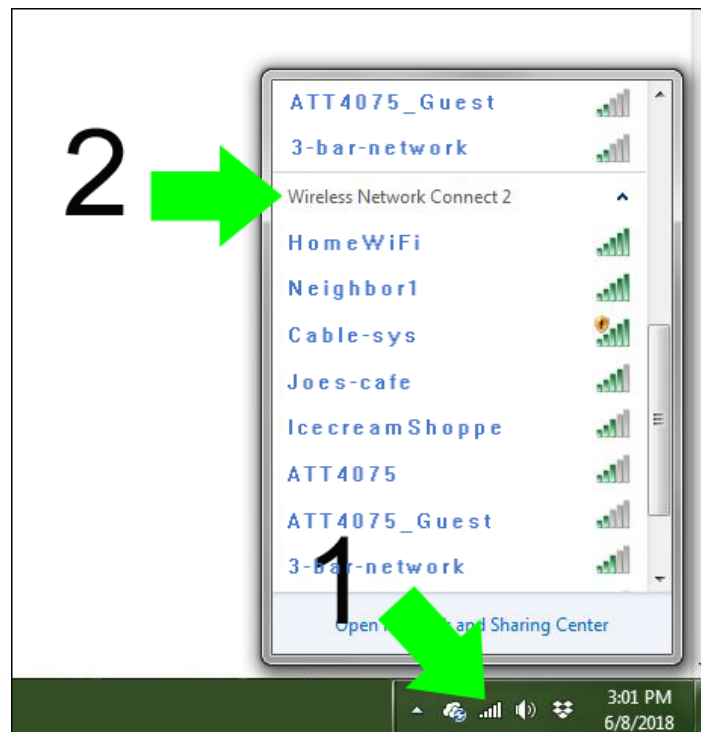 ATT4075_Guest
3-bar-network
2
Wireless Network Connect 2
HomeWiFi
Neighbor1
Cable-sys
Joes-cafe
IcecreamShoppe
ATT4075
ATT4075_Guest
1
3-bar-network
Open and Sharing Center
3:01 PM
6/8/2018